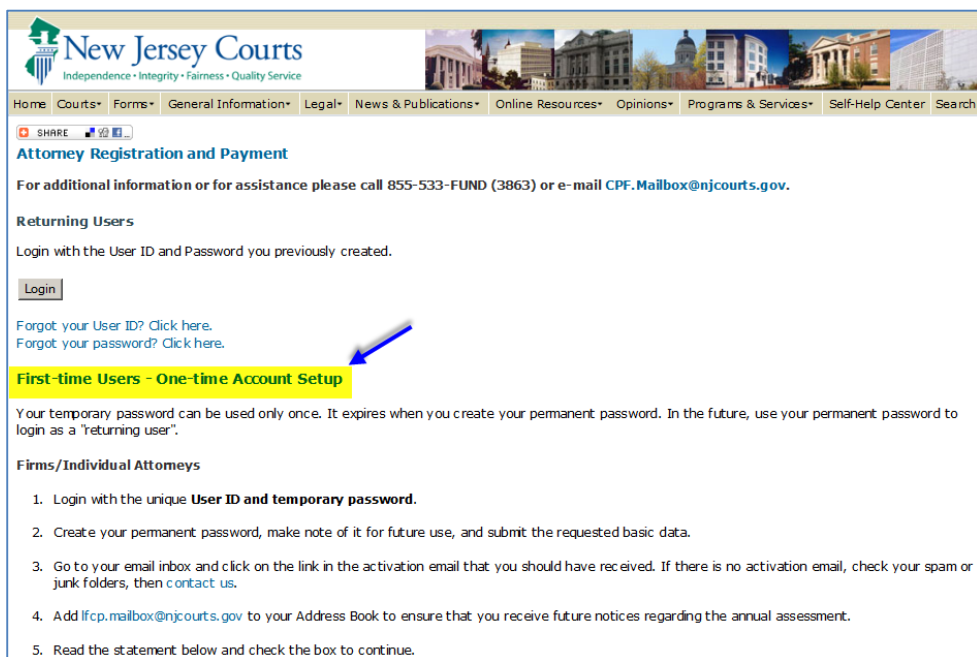 New Jersey Courts
Independence • Integrity • Fairness • Quality Service
Home Courts General Information Forms Legal News & Publications Online Resources Opinions Programs & Services Self-Help Center Search
SHARE
Attorney Registration and Payment
For additional information or for assistance please call 855-533-FUND (3863) or e-mail CPF.Mailbox@njcourts.gov.
Returning Users
Login with the User ID and Password you previously created.
Login
Forgot your User ID? Click here.
Forgot your password? Click here.
First-time Users - One-time Account Setup
Your temporary password can be used only once. It expires when you create your permanent password. In the future, use your permanent password to
login as a "returning user".
Firms/Individual Attorneys
1. Login with the unique User ID and temporary password.
2. Create your permanent password, make note of it for future use, and submit the requested basic data.
3. Go to your email inbox and click on the link in the activation email that you should have received. If there is no activation email, check your spam or
junk folders, then contact us.
4. Add lfcp.mailbox@njcourts.gov to your Address Book to ensure that you receive future notices regarding the annual assessment.
5. Read the statement below and check the box to continue.